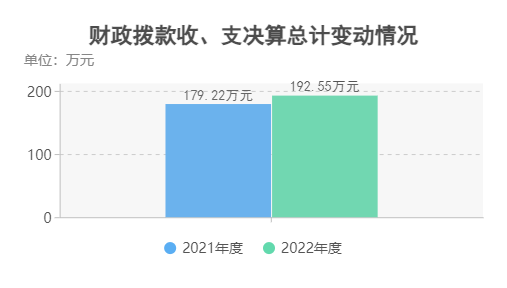 财政拨款收、支决算总计变动情况
单位：万元
179.22万元
192.55万元
200
100
0
2021年度
2022年度